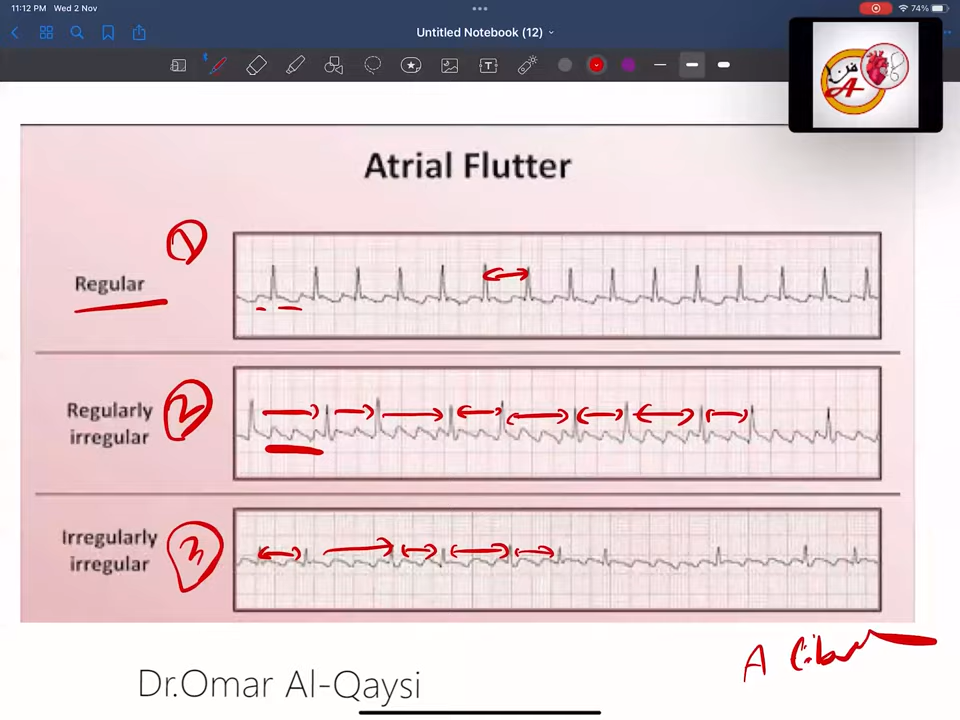 11:12 PM Wed 2 Nov
74%
Untitled Notebook (12)
فن
A
Atrial Flutter
1
Regular
2
Regularly
irregular
3
Irregularly
irregular
A
Dr.Omar Al-Qaysi